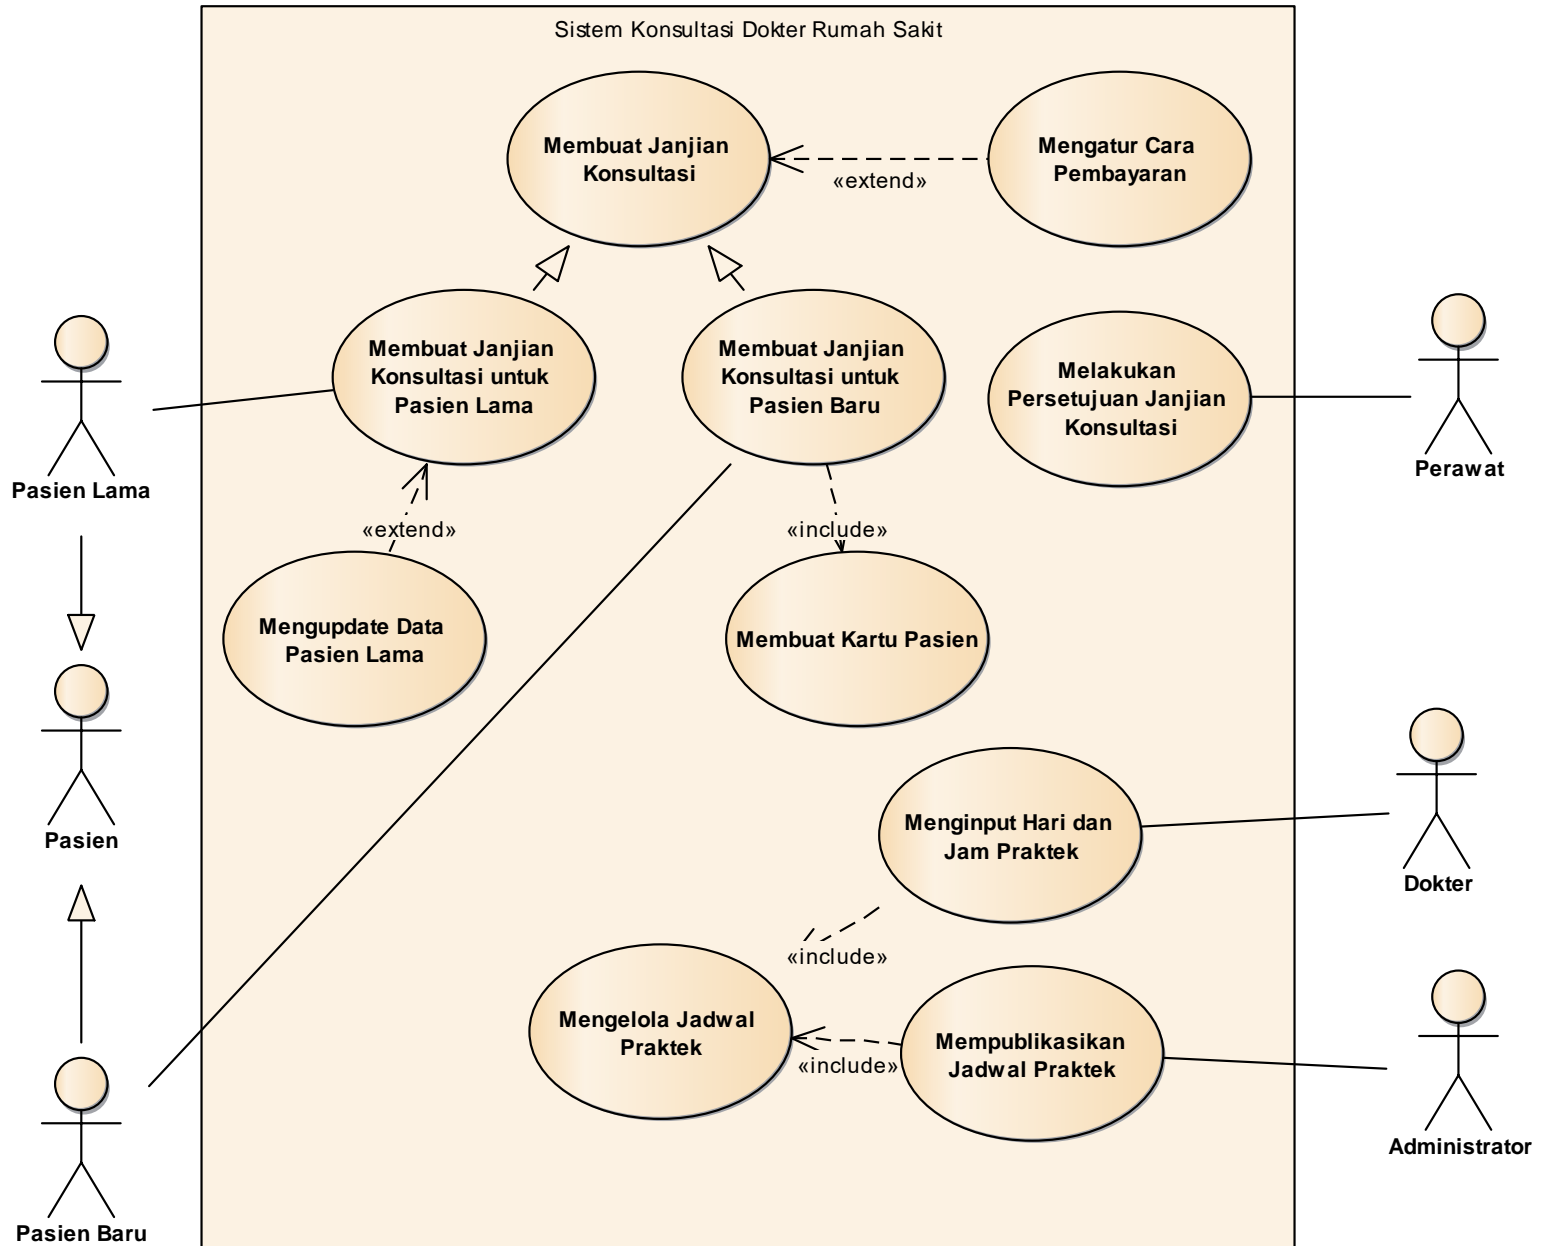 Sistem Konsultasi Dokter Rumah Sakit
Membuat Janjian
Konsultasi
«extend»
Mengatur Cara
Pembayaran
Membuat Janjian
Konsultasi untuk
Pasien Lama
Membuat Janjian
Konsultasi untuk
Pasien Baru
Melakukan
Persetujuan Janjian
Konsultasi
Pasien Lama
Perawat
«extend»
«include»
Mengupdate Data
Pasien Lama
Membuat Kartu Pasien
Pasien
Menginput Hari dan
Jam Praktek
Dokter
«include»
Mengelola Jadwal
Praktek
«include»
Mempublikasikan
Jadwal Praktek
Administrator
Pasien Baru